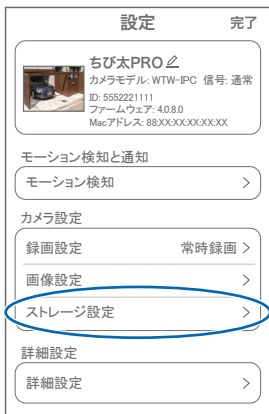 設定 完了
ちび太PRO
カメラモデル: WTW-IPC 信号: 通常
ID: 5552221111
ファームウェア: 4.0.8.0
Macアドレス: 88:XX:XX:XX:XX:XX
モーション検知と通知
モーション検知
カメラ設定
録画設定 常時録画
画像設定
ストレージ設定
詳細設定
詳細設定